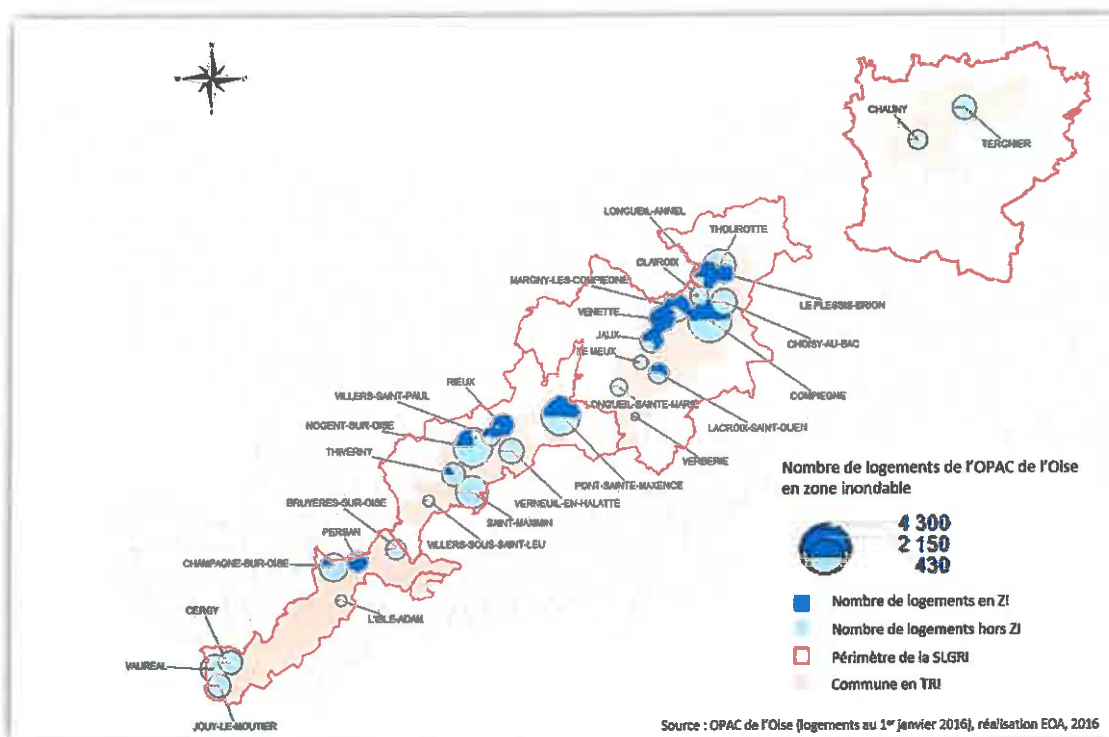 CHAUNY
TERGNIER
LONGUEIL-ANNEL
THOUROTTE
CLAIROIX
MARGNY-LES-COMPIEGNE
LE PLESSIS-BRION
VENETTE
CHOISY-AU-BAC
JAUX
LE MEUX
RIEUX
COMPIEGNE
VILLERS-SAINT-PAUL
LONGUEIL-SAINTE-MARIE
NOGENT-SUR-OISE
LACROIX-SAINT-OUEN
THIVERNY
VERBERIE
PONT-SAINTE-MAXENCE
BRUYERES-SUR-OISE
VERNEUIL-EN-HALATTE
SAINT-MAXIMIN
PERSAN
VILLERS-SOUS-SAINT-LEU
CHAMPAGNE-SUR-OISE
CERGY
L'ISLE-ADAM
VAUREAL
JOUY-LE-MOUTIER
Nombre de logements de l'OPAC de l'Oise
en zone inondable
4 300
2 150
430
Nombre de logements en ZI
Nombre de logements hors ZI
Périmètre de la SLGRI
Commune en TRI
Source : OPAC de l'Oise (logements au 1er janvier 2016), réalisation EOA, 2016